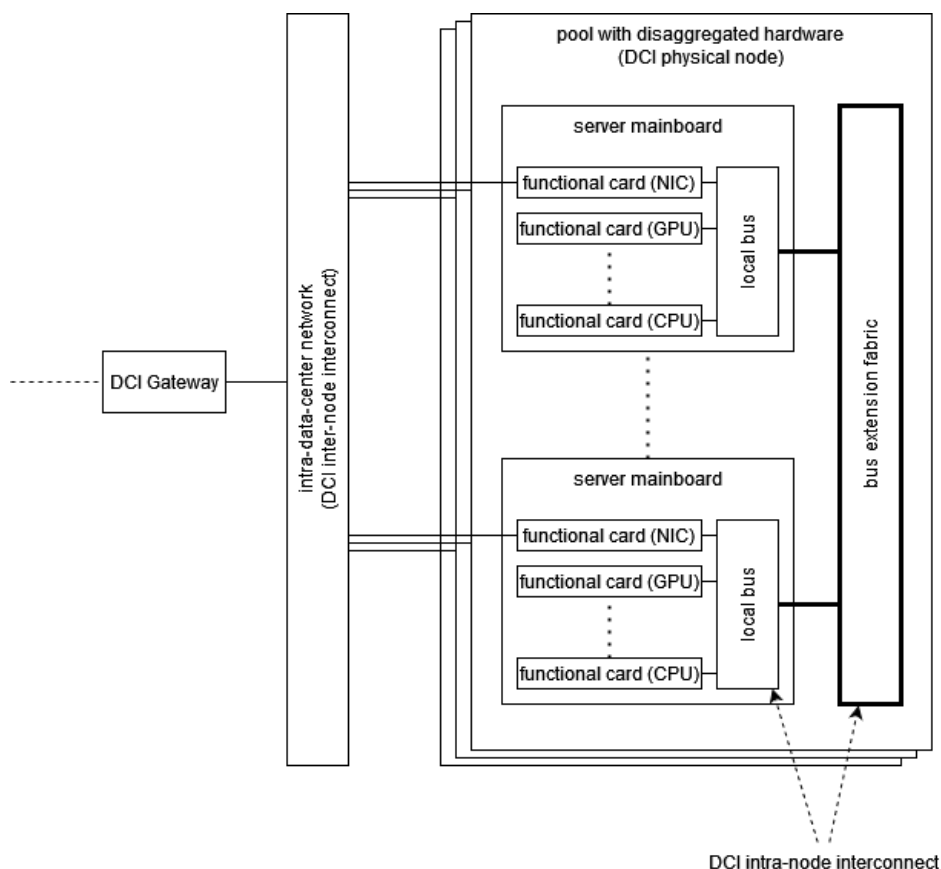 pool with disaggregated hardware
(DCI physical node)
server mainboard
functional card (NIC)
functional card (GPU)
functional card (CPU)
local bus
bus extension fabric
intra-data-center network
(DCI inter-node interconnect)
DCI Gateway
server mainboard
functional card (NIC)
functional card (GPU)
functional card (CPU)
local bus
DCI intra-node interconnect